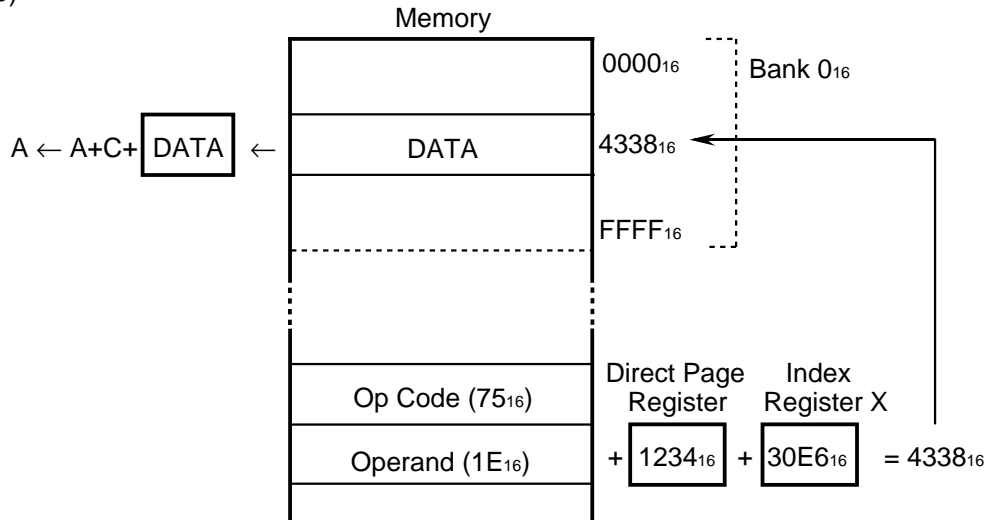 Memory
0000₁₆
Bank 0₁₆
A ← A+C+ DATA ← DATA 4338₁₆
FFFF₁₆
Op Code (75₁₆)
Direct Page Register
Index Register X
Operand (1E₁₆) + 1234₁₆ + 30E6₁₆ = 4338₁₆